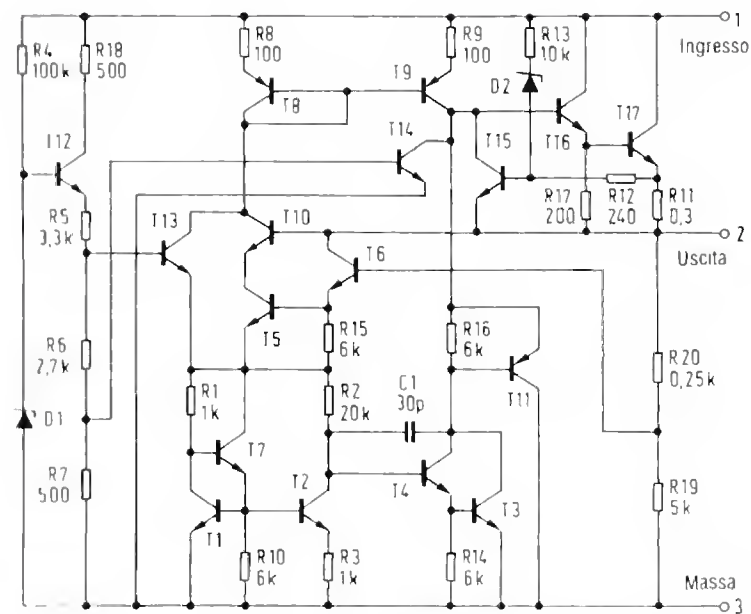 R4
100k
R18
500
R8
100
R9
100
R13
10k
1
Ingresso
T9
D2
T17
T8
T12
T14
T15
T16
R5
3,3k
T13
T10
R17
200
R12
240
R11
0,3
2
Uscita
T6
R6
2,7k
T5
R15
6k
R16
6k
R20
0,25k
R1
1k
R2
20k
C1
30p
T11
D1
R7
500
T7
T2
T4
T3
R19
5k
T1
R10
6k
R3
1k
R14
6k
Massa
3